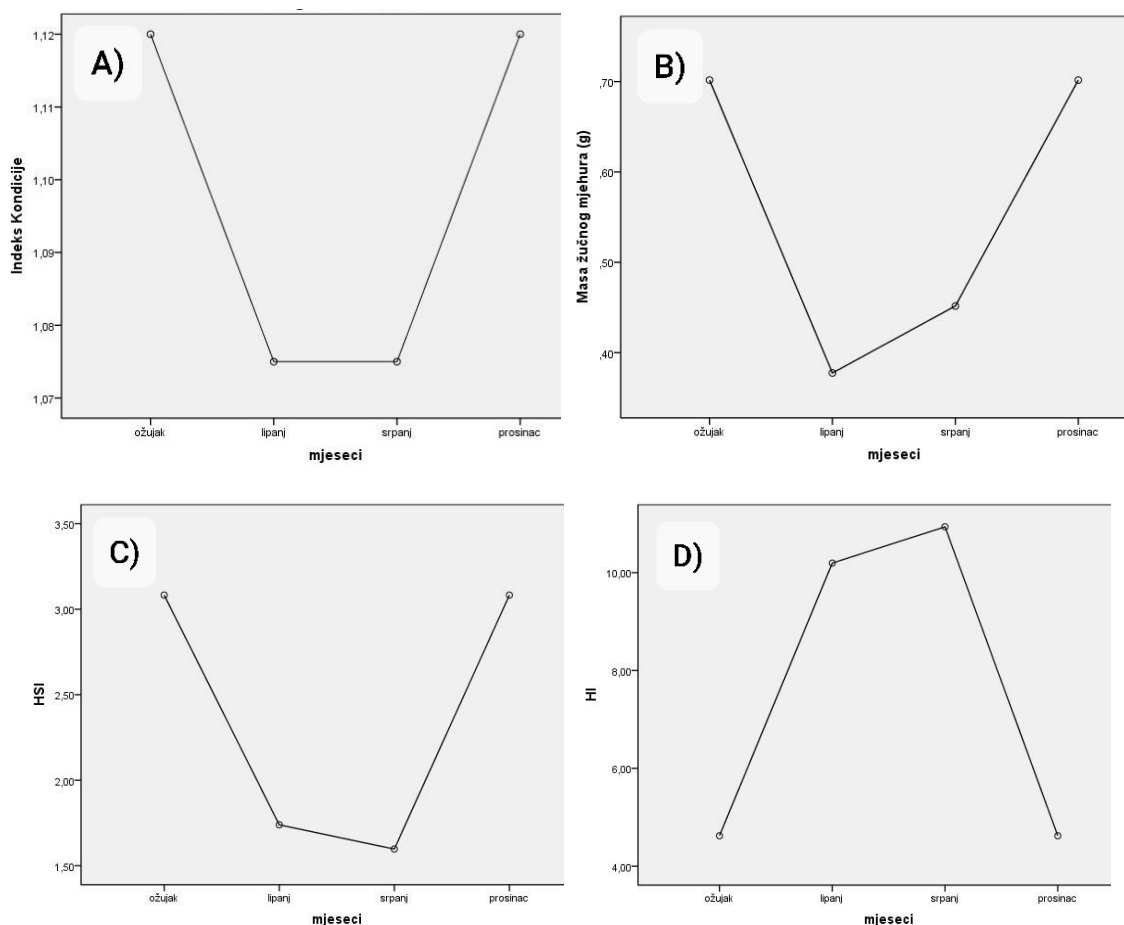 A)
Indeks Kondicije
1,12
1,11
1,10
1,09
1,08
1,07
ožujak lipanj srpanj prosinac
mjeseci
B)
Masa žučnog mjehura (g)
,70
,60
,50
,40
ožujak lipanj srpanj prosinac
mjeseci
C)
HSI
3,50
3,00
2,50
2,00
1,50
ožujak lipanj srpanj prosinac
mjeseci
D)
HI
10,00
8,00
6,00
4,00
ožujak lipanj srpanj prosinac
mjeseci